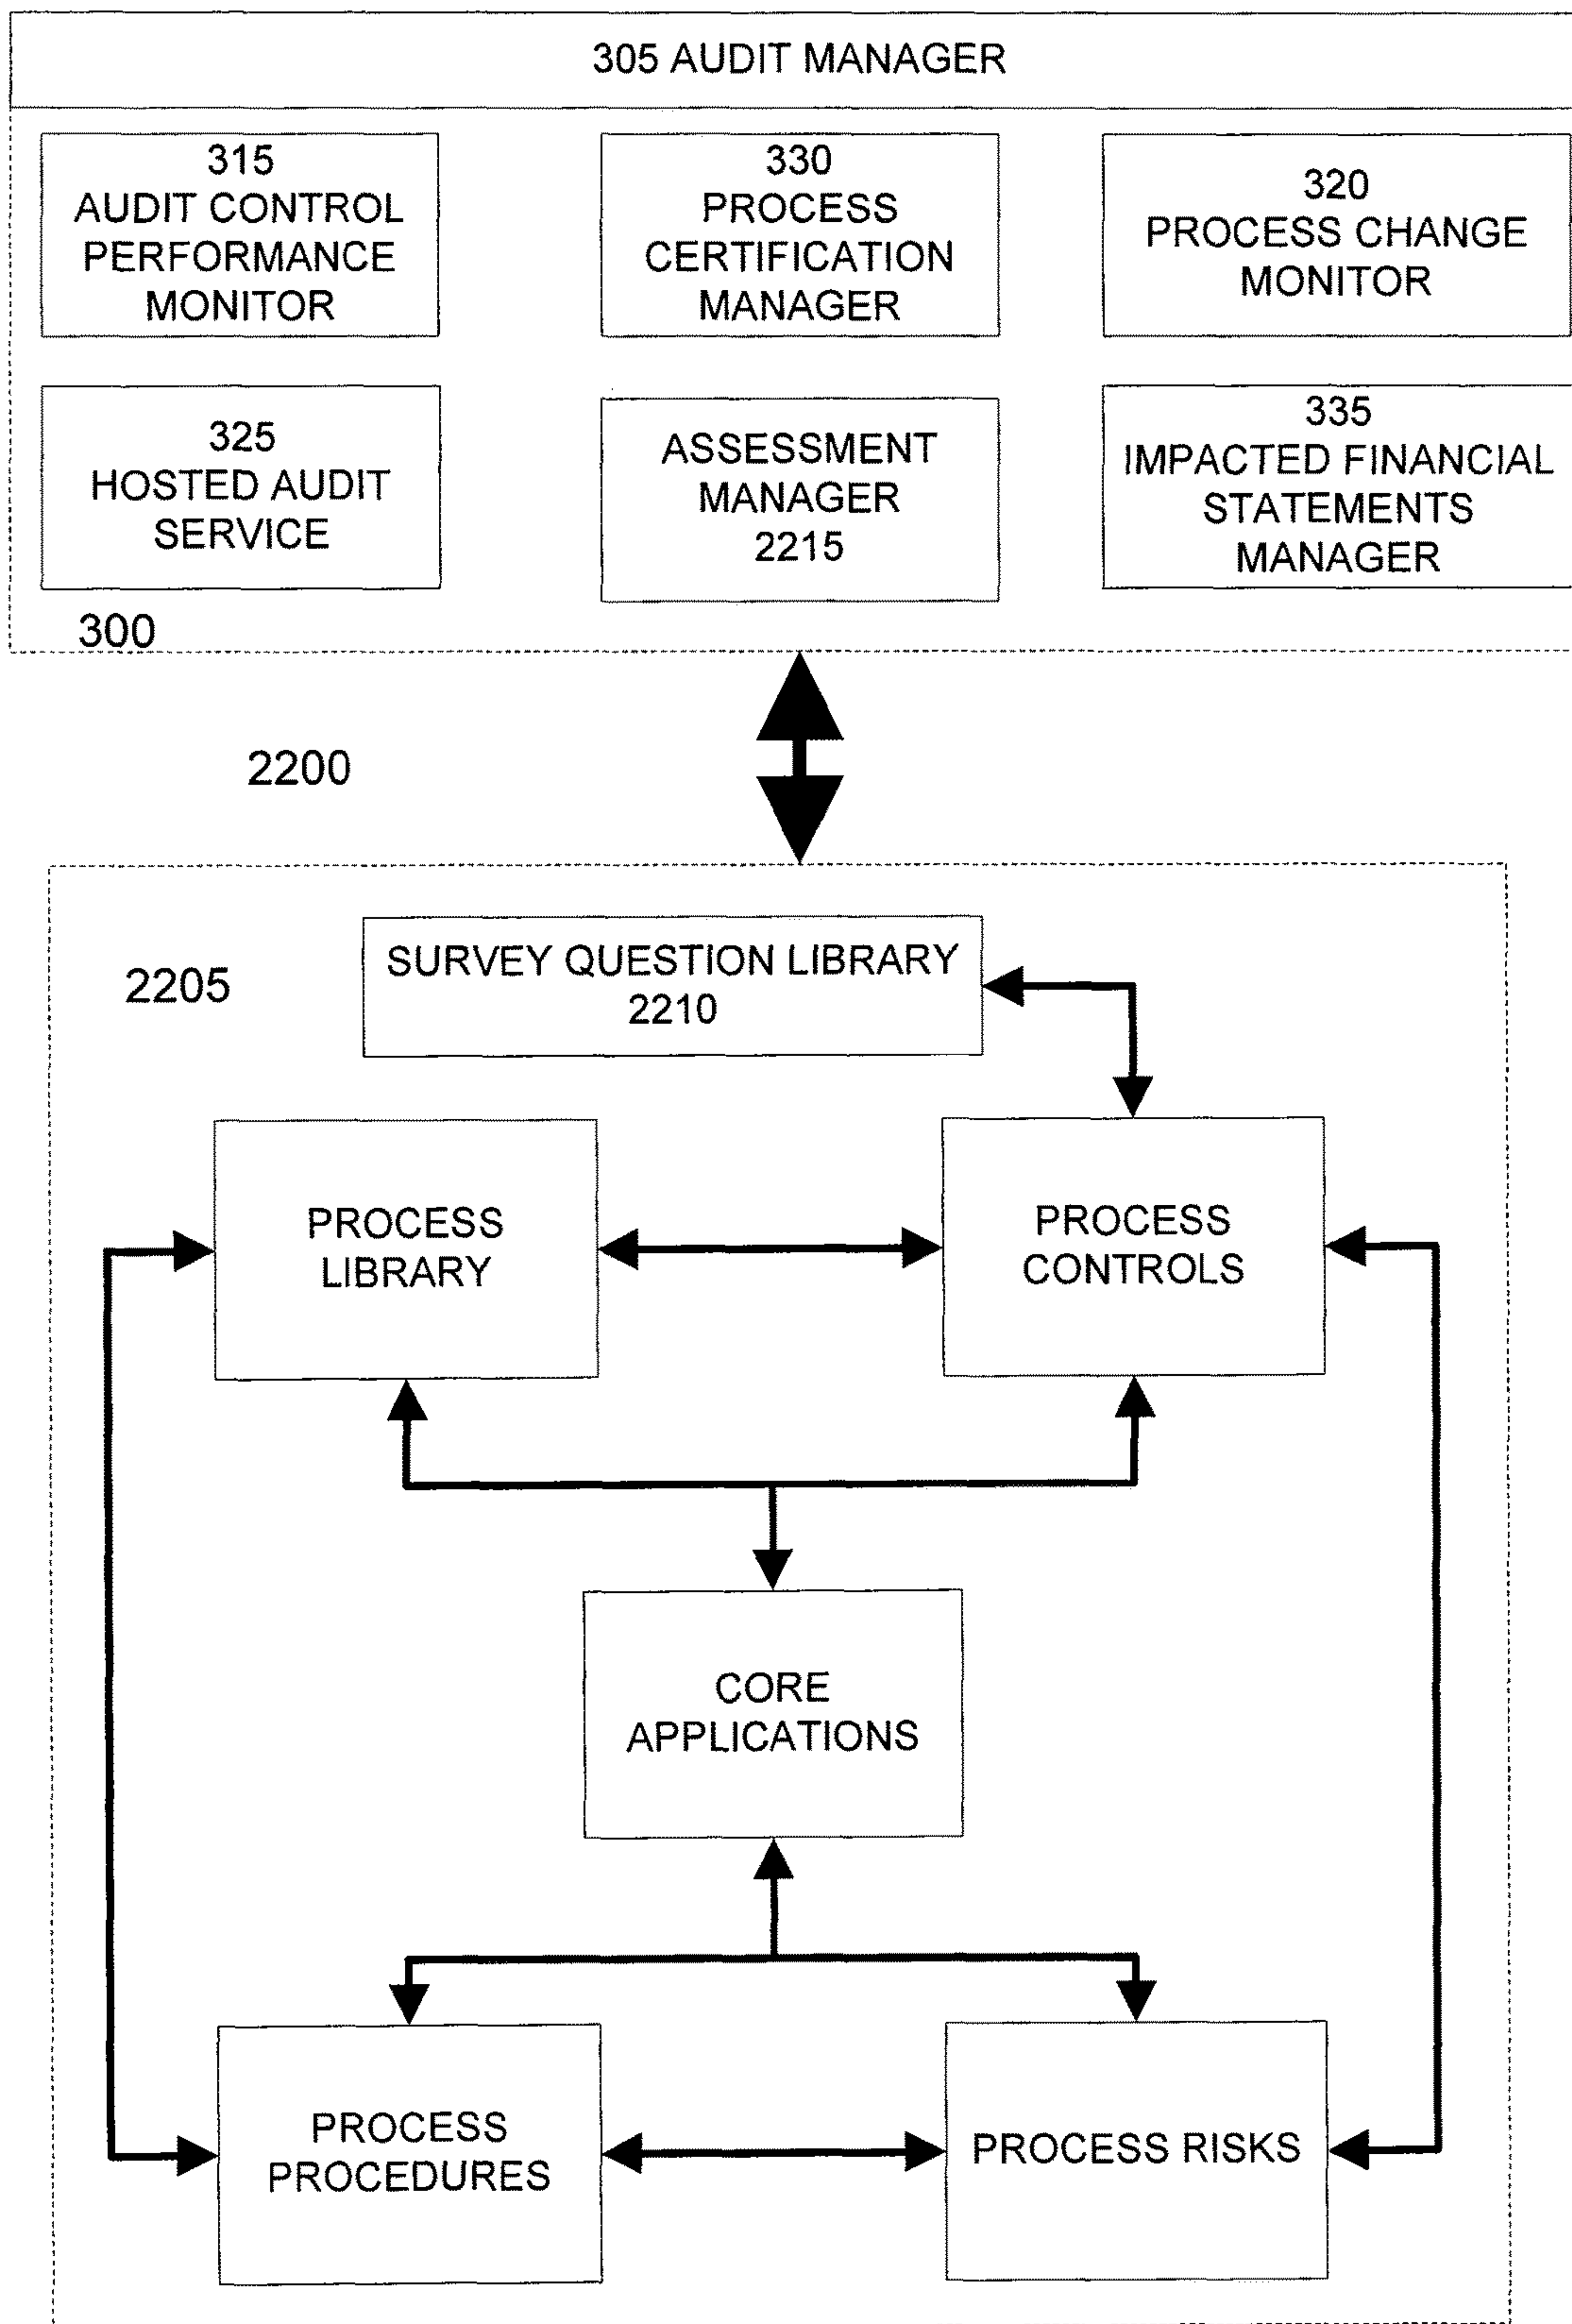 305 AUDIT MANAGER
315
AUDIT CONTROL
PERFORMANCE
MONITOR
330
PROCESS
CERTIFICATION
MANAGER
320
PROCESS CHANGE
MONITOR
325
HOSTED AUDIT
SERVICE
ASSESSMENT
MANAGER
2215
335
IMPACTED FINANCIAL
STATEMENTS
MANAGER
300
2200
2205
SURVEY QUESTION LIBRARY
2210
PROCESS
LIBRARY
PROCESS
CONTROLS
CORE
APPLICATIONS
PROCESS
PROCEDURES
PROCESS RISKS